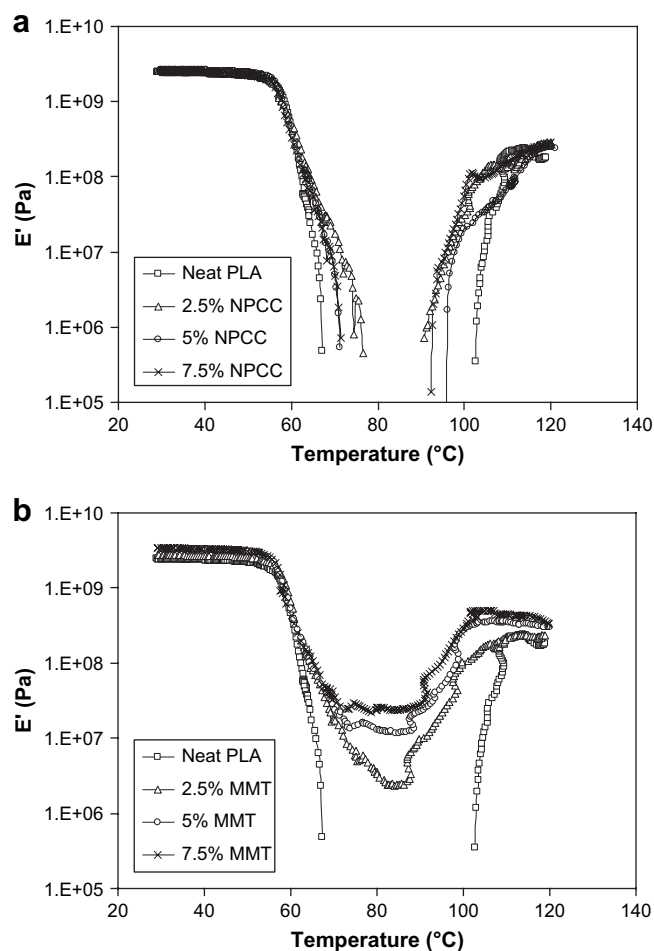 a
1.E+10
1.E+09
1.E+08
1.E+07
1.E+06
1.E+05
E' (Pa)
Neat PLA
2.5% NPCC
5% NPCC
7.5% NPCC
20 40 60 80 100 120 140
Temperature (°C)
b
1.E+10
1.E+09
1.E+08
1.E+07
1.E+06
1.E+05
E' (Pa)
Neat PLA
2.5% MMT
5% MMT
7.5% MMT
20 40 60 80 100 120 140
Temperature (°C)